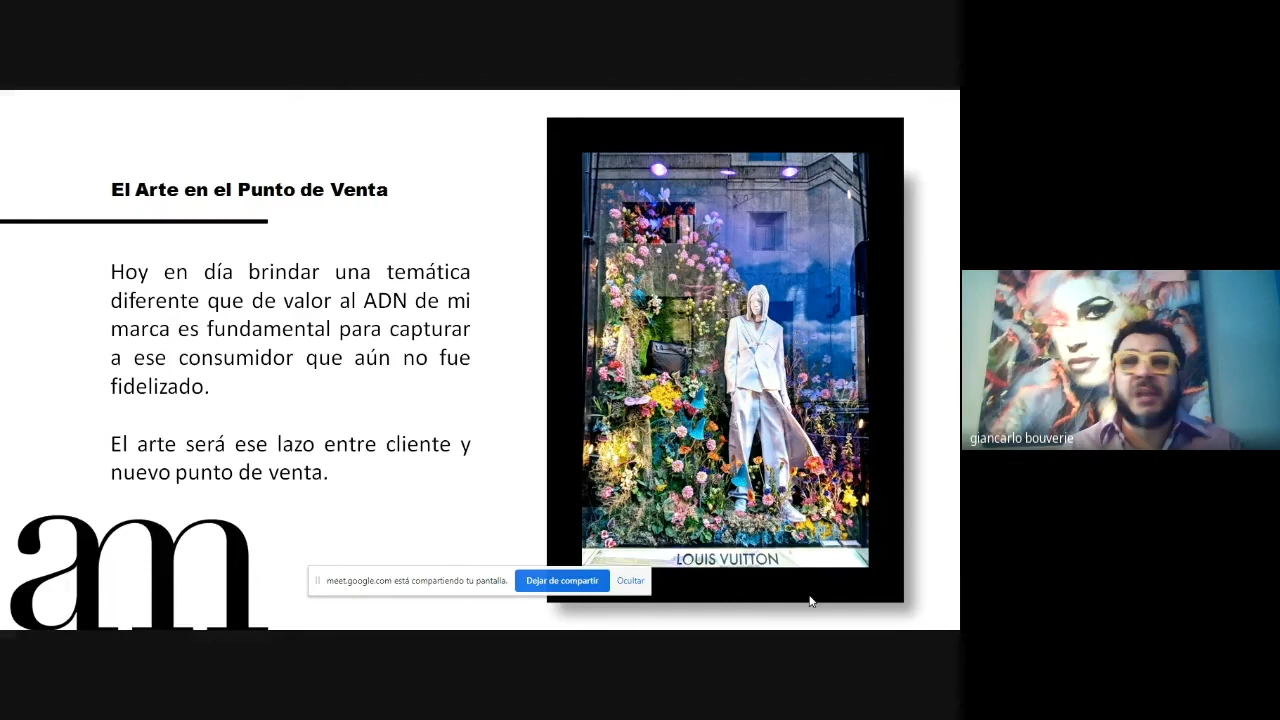 El Arte en el Punto de Venta
Hoy en día brindar una temática
diferente que de valor al ADN de mi
marca es fundamental para capturar
a ese consumidor que aún no fue
fidelizado.
El arte será ese lazo entre cliente y
nuevo punto de venta.
am
LOUIS VUITTON
meet.google.com está compartiendo tu pantalla.
Dejar de compartir
Ocultar
giancarlo bouverie